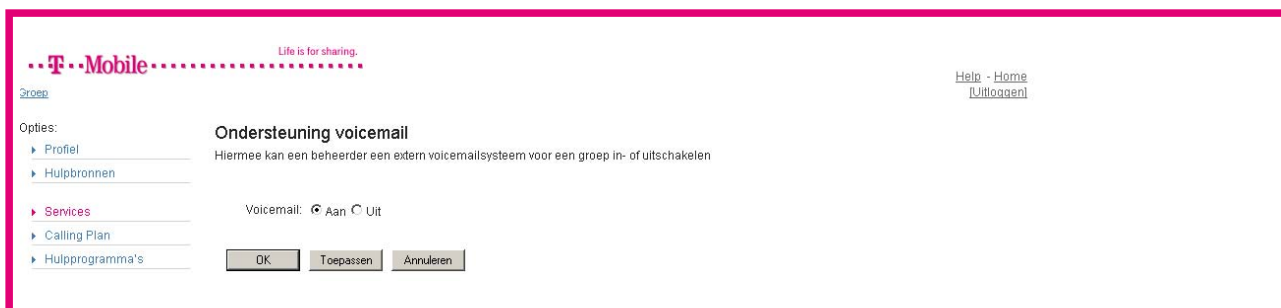 Life is for sharing.
T Mobile
Help - Home
[Uitloggen]
Groep
Opties:
Profiel
Hulpbronnen
Services
Calling Plan
Hulpprogramma's
Ondersteuning voicemail
Hiermee kan een beheerder een extern voicemailsysteem voor een groep in- of uitschakelen
Voicemail: Aan Uit
OK Toepassen Annuleren